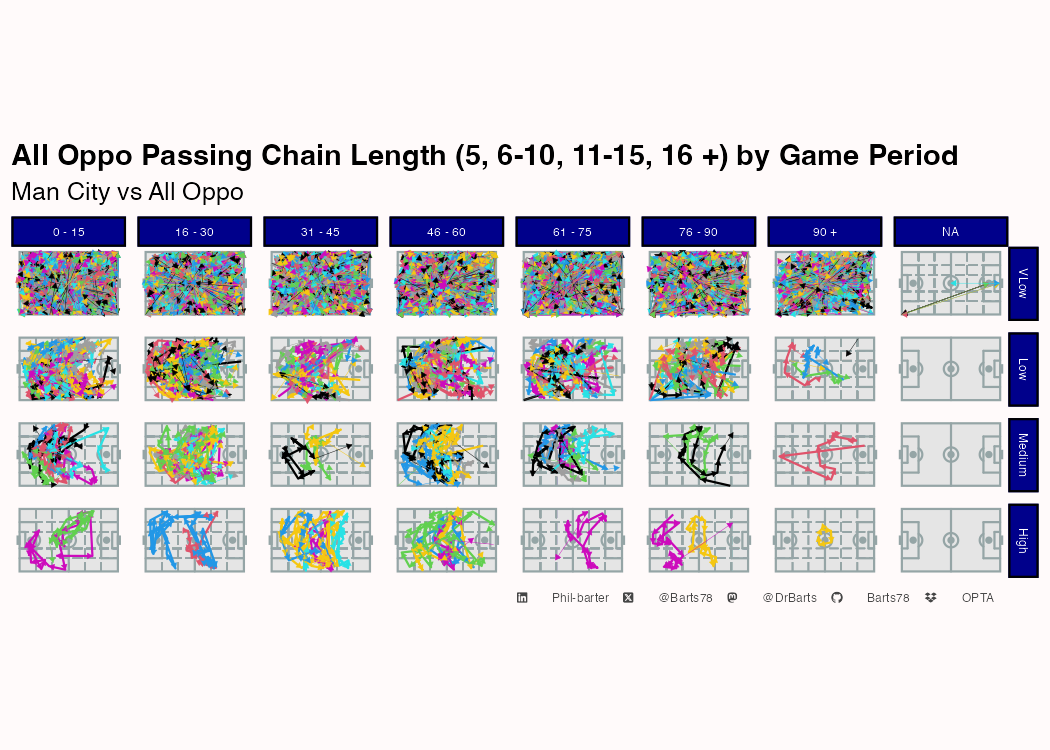 All Oppo Passing Chain Length (5, 6-10, 11-15, 16 +) by Game Period
Man City vs All Oppo
0 - 15 16 - 30 31 - 45 46 - 60 61 - 75 76 - 90 90 + NA
VLow
Low
Medium
High
Phil-barter @Barts78 @DrBarts Barts78 OPTA